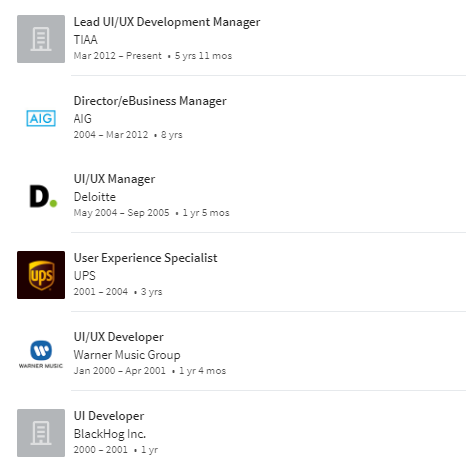 Lead UI/UX Development Manager
TIAA
Mar 2012 – Present • 5 yrs 11 mos
AIG
Director/eBusiness Manager
AIG
2004 – Mar 2012 • 8 yrs
D.
UI/UX Manager
Deloitte
May 2004 – Sep 2005 • 1 yr 5 mos
ups
User Experience Specialist
UPS
2001 – 2004 • 3 yrs
WARNER MUSIC
UI/UX Developer
Warner Music Group
Jan 2000 – Apr 2001 • 1 yr 4 mos
UI Developer
BlackHog Inc.
2000 – 2001 • 1 yr